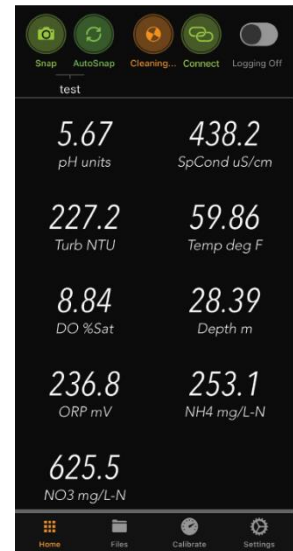 Snap AutoSnap Cleaning... Connect Logging Off
test
5.67 438.2
pH units SpCond uS/cm
227.2 59.86
Turb NTU Temp deg F
8.84 28.39
DO %Sat Depth m
236.8 253.1
ORP mV NH4 mg/L-N
625.5
NO3 mg/L-N
Home Files Calibrate Settings